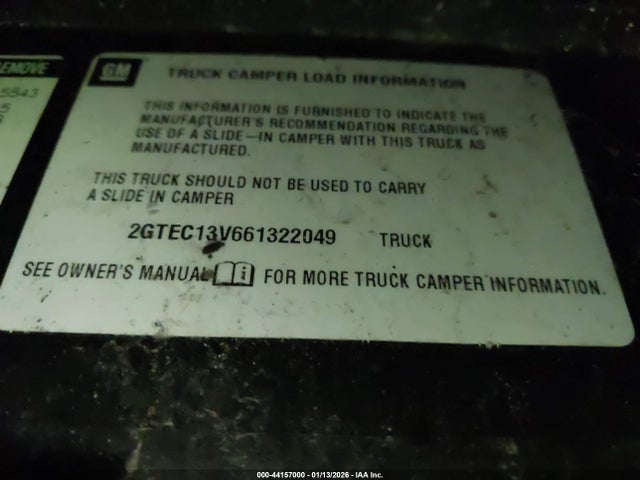 GM
TRUCK CAMPER LOAD INFORMATION
EMOVE
5843
THIS INFORMATION IS FURNISHED TO INDICATE THE
MANUFACTURER'S RECOMMENDATION REGARDING THE
USE OF A SLIDE-IN CAMPER WITH THIS TRUCK AS
MANUFACTURED.
THIS TRUCK SHOULD NOT BE USED TO CARRY
A SLIDE IN CAMPER
2GTEC13V661322049 TRUCK
SEE OWNER'S MANUAL i FOR MORE TRUCK CAMPER INFORMATION.
000-44157000 - 01/13/2026 - IAA Inc.